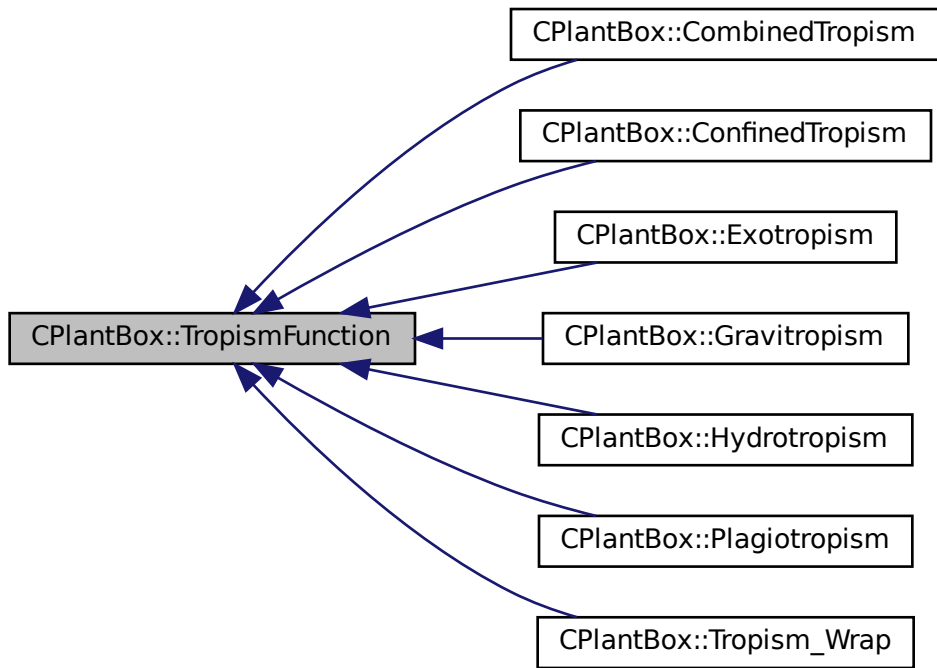 CPlantBox::CombinedTropism
CPlantBox::ConfinedTropism
CPlantBox::Exotropism
CPlantBox::TropismFunction
CPlantBox::Gravitropism
CPlantBox::Hydrotropism
CPlantBox::Plagiotropism
CPlantBox::Tropism_Wrap